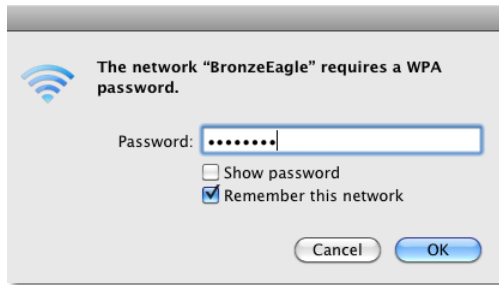 The network “BronzeEagle” requires a WPA
password.
Password: ••••••••
Show password
Remember this network
Cancel OK